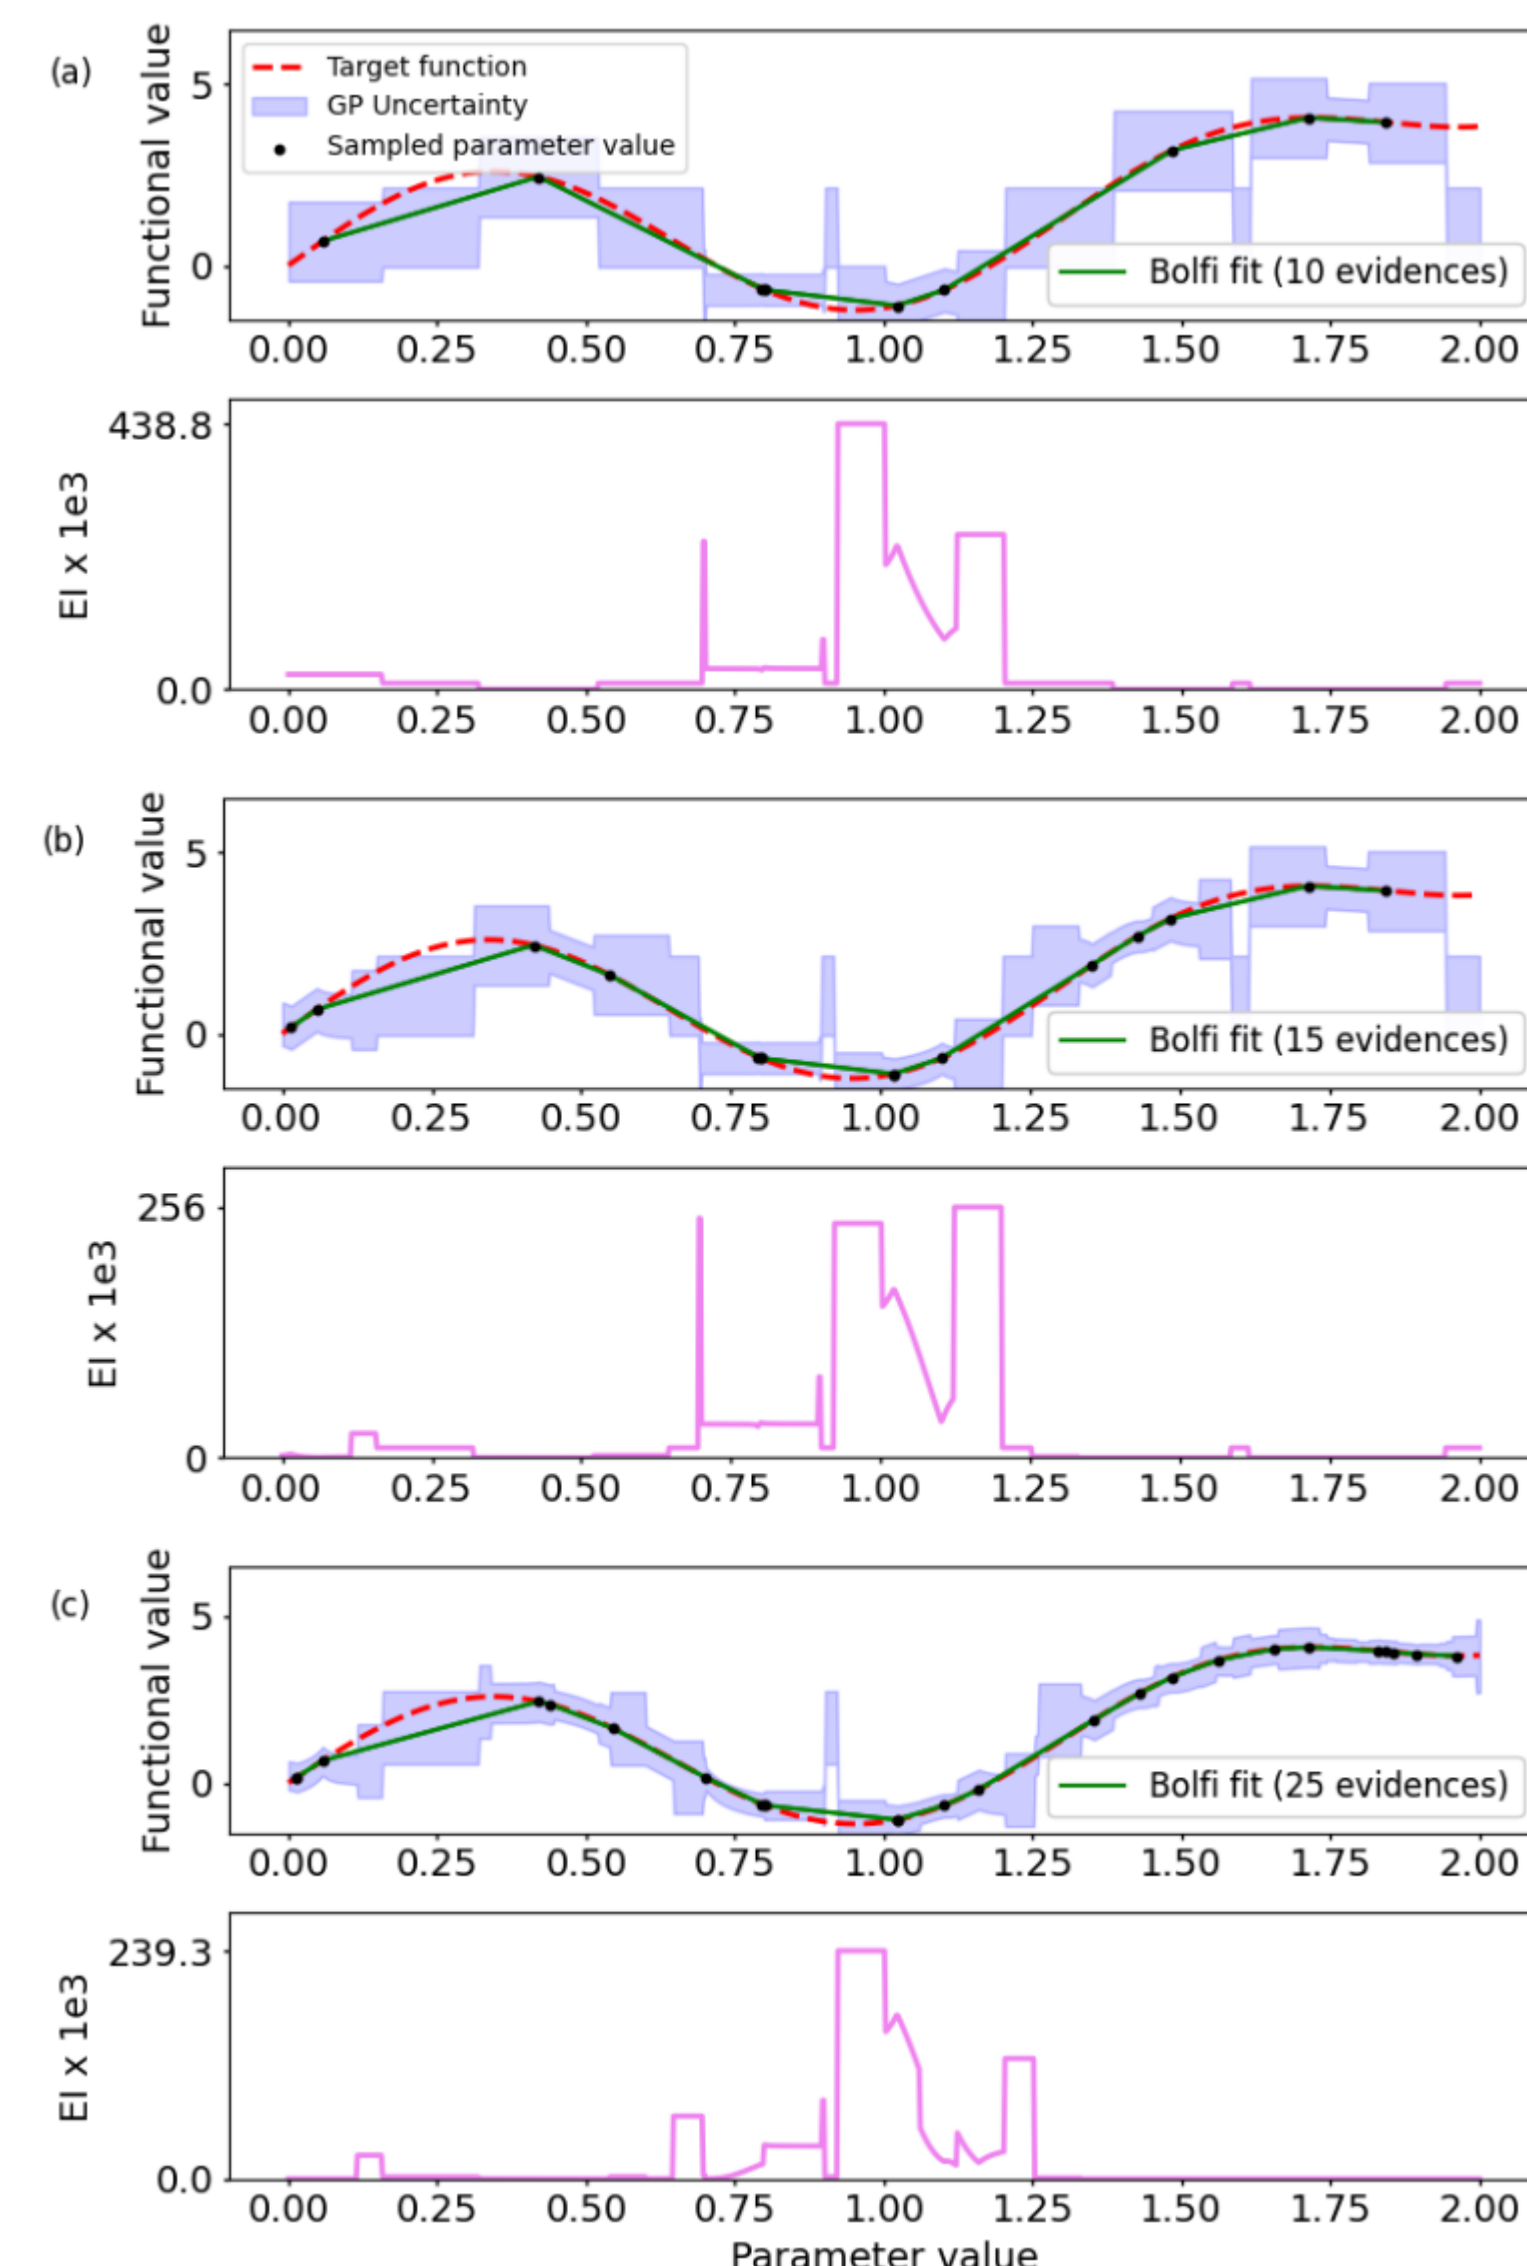 (a)
Functional value
5
0
Target function
GP Uncertainty
Sampled parameter value
Bolfi fit (10 evidences)
0.00 0.25 0.50 0.75 1.00 1.25 1.50 1.75 2.00
EI x 1e3
438.8
0.0
0.00 0.25 0.50 0.75 1.00 1.25 1.50 1.75 2.00
(b)
Functional value
5
0
Bolfi fit (15 evidences)
0.00 0.25 0.50 0.75 1.00 1.25 1.50 1.75 2.00
EI x 1e3
256
0
0.00 0.25 0.50 0.75 1.00 1.25 1.50 1.75 2.00
(c)
Functional value
5
0
Bolfi fit (25 evidences)
0.00 0.25 0.50 0.75 1.00 1.25 1.50 1.75 2.00
EI x 1e3
239.3
0.0
0.00 0.25 0.50 0.75 1.00 1.25 1.50 1.75 2.00
Parameter value